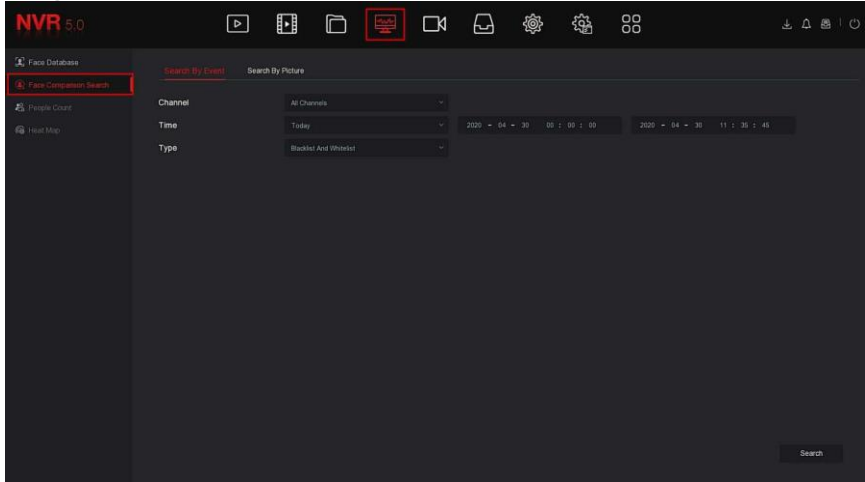 NVR 5.0
Face Database
Face Comparison Search
People Count
Heat Map
Search By Event Search By Picture
Channel All Channels
Time Today 2020 - 04 - 30 00 : 00 : 00 2020 - 04 - 30 11 : 35 : 45
Type Blacklist And Whitelist
Search